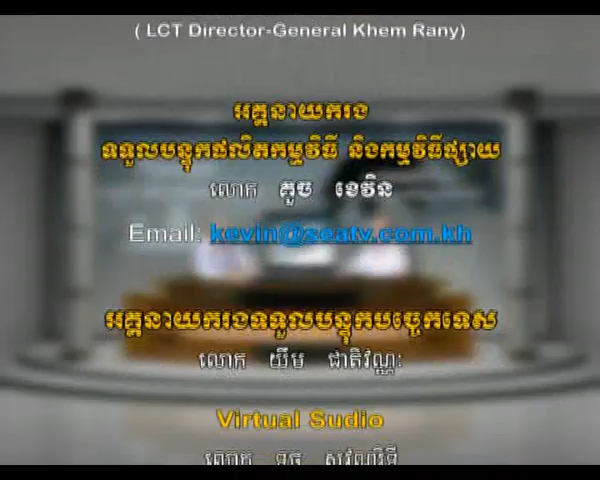 ( LCT Director-General Khem Rany)
អគ្គនាយករង
ទទួលបន្ទុកផលិតកម្មវិធី និងកម្មវិធីផ្សាយ
លោក គួច ខេវិន
Email: kevin@seatv.com.kh
អគ្គនាយករងទទួលបន្ទុកបច្ចេកទេស
លោក យឹម ជាតិវណ្ណៈ
Virtual Sudio
លោក